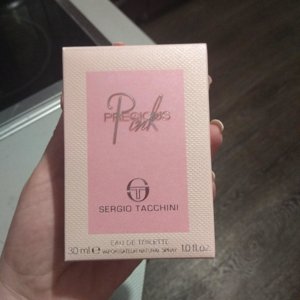 PRECIOUS
Pink
SERGIO TACCHINI
EAU DE TOILETTE
30 ml e VAPORISATEUR NATURAL SPRAY 1.0 fl.oz.